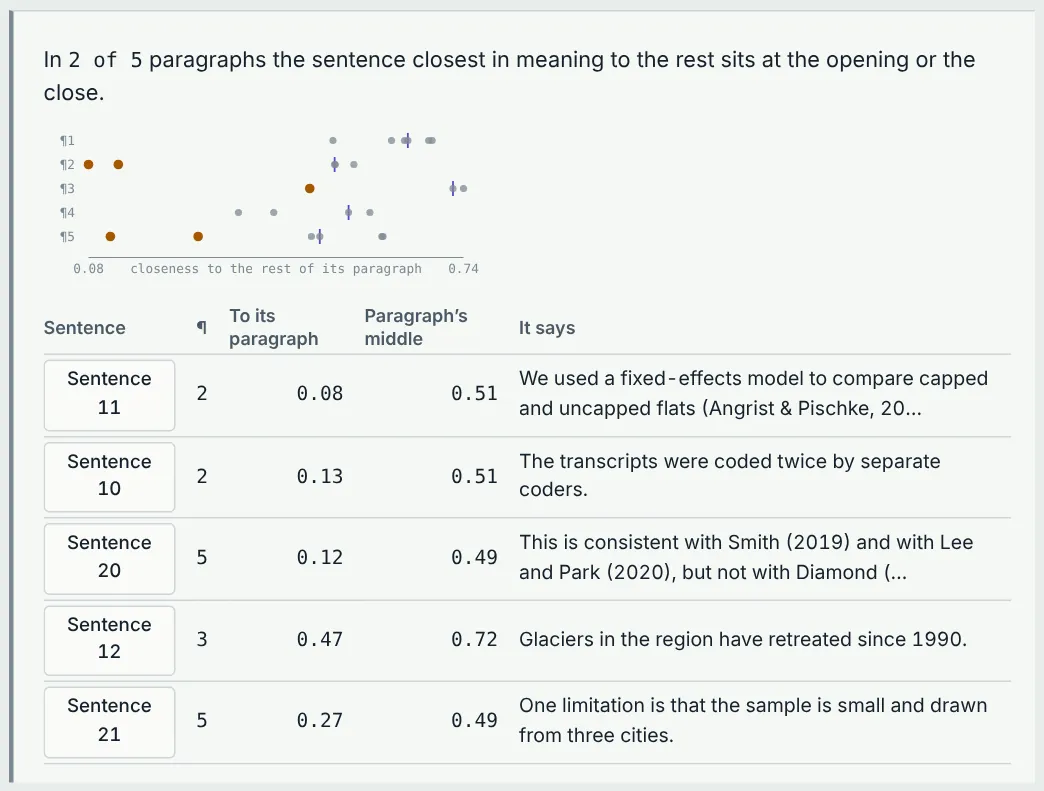 In 2 of 5 paragraphs the sentence closest in meaning to the rest sits at the opening or the
close.
¶1
¶2
¶3
¶4
¶5
0.08 closeness to the rest of its paragraph 0.74
Sentence ¶ To its paragraph Paragraph’s middle It says
Sentence 11 2 0.08 0.51 We used a fixed-effects model to compare capped
and uncapped flats (Angrist & Pischke, 20…
Sentence 10 2 0.13 0.51 The transcripts were coded twice by separate
coders.
Sentence 20 5 0.12 0.49 This is consistent with Smith (2019) and with Lee
and Park (2020), but not with Diamond (…
Sentence 12 3 0.47 0.72 Glaciers in the region have retreated since 1990.
Sentence 21 5 0.27 0.49 One limitation is that the sample is small and drawn
from three cities.